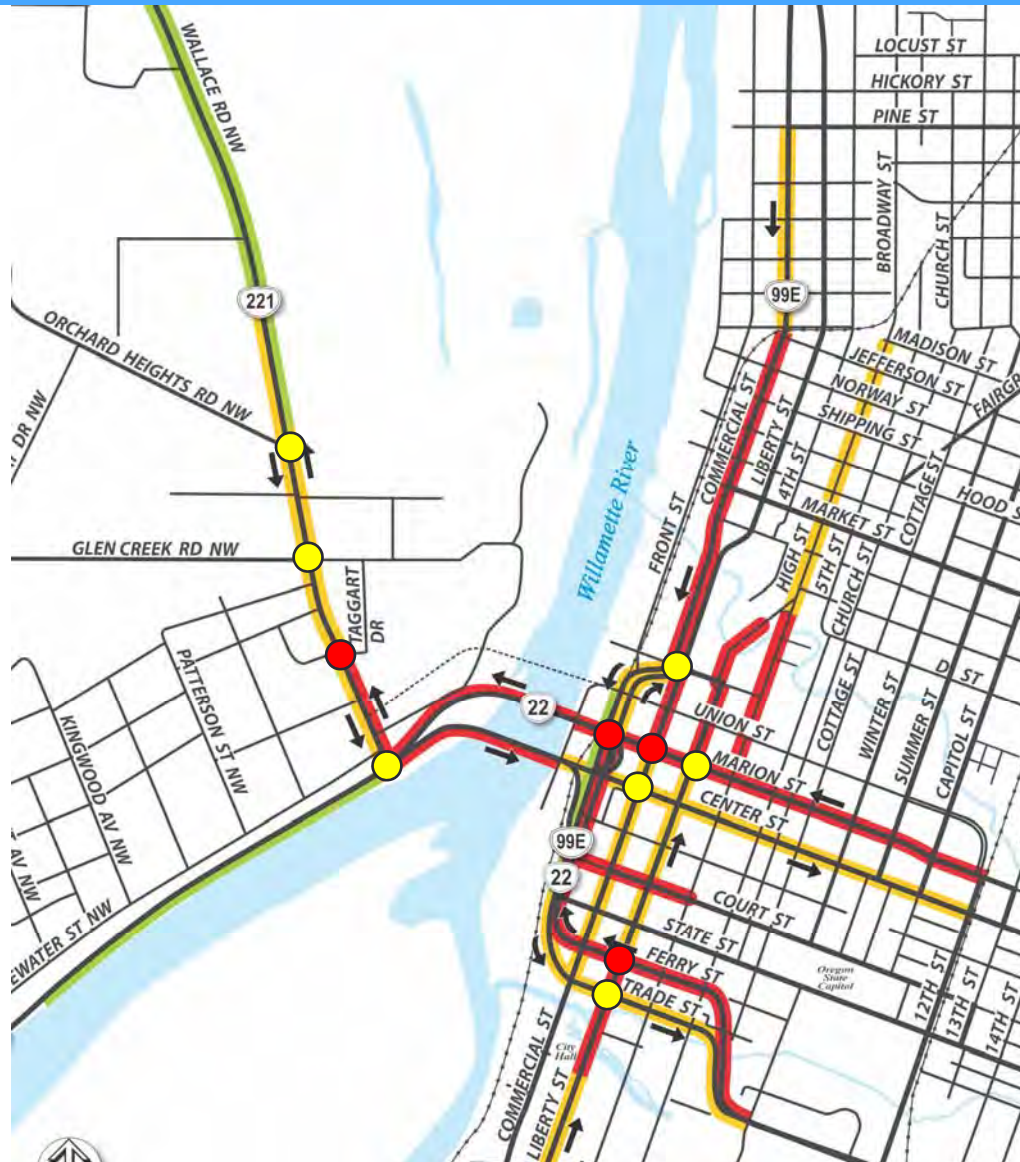 LOCUST ST
HICKORY ST
PINE ST
WALLACE RD NW
BROADWAY ST
CHURCH ST
221
99E
ORCHARD HEIGHTS RD NW
DR NW
MADISON ST
JEFFERSON ST
NORWAY ST
SHIPPING ST
COMMERCIAL ST
LIBERTY ST
4TH ST
COTTAGE ST
HOOD
MARKET ST
Willamette River
FRONT ST
GLEN CREEK RD NW
HIGH ST
5TH ST
CHURCH ST
TAGGART
DR
PATTERSON ST NW
D ST
COTTAGE ST
WINTER ST
SUMMER ST
CAPITOL ST
KINGWOOD AV NW
22
UNION ST
MARION ST
CENTER ST
AV NW
99E
22
COURT ST
STATE ST
FERRY ST
TRADE ST
Oregon
State
Capitol
12TH ST
13TH ST
14TH ST
City
Hall
COMMERCIAL ST
LIBERTY ST